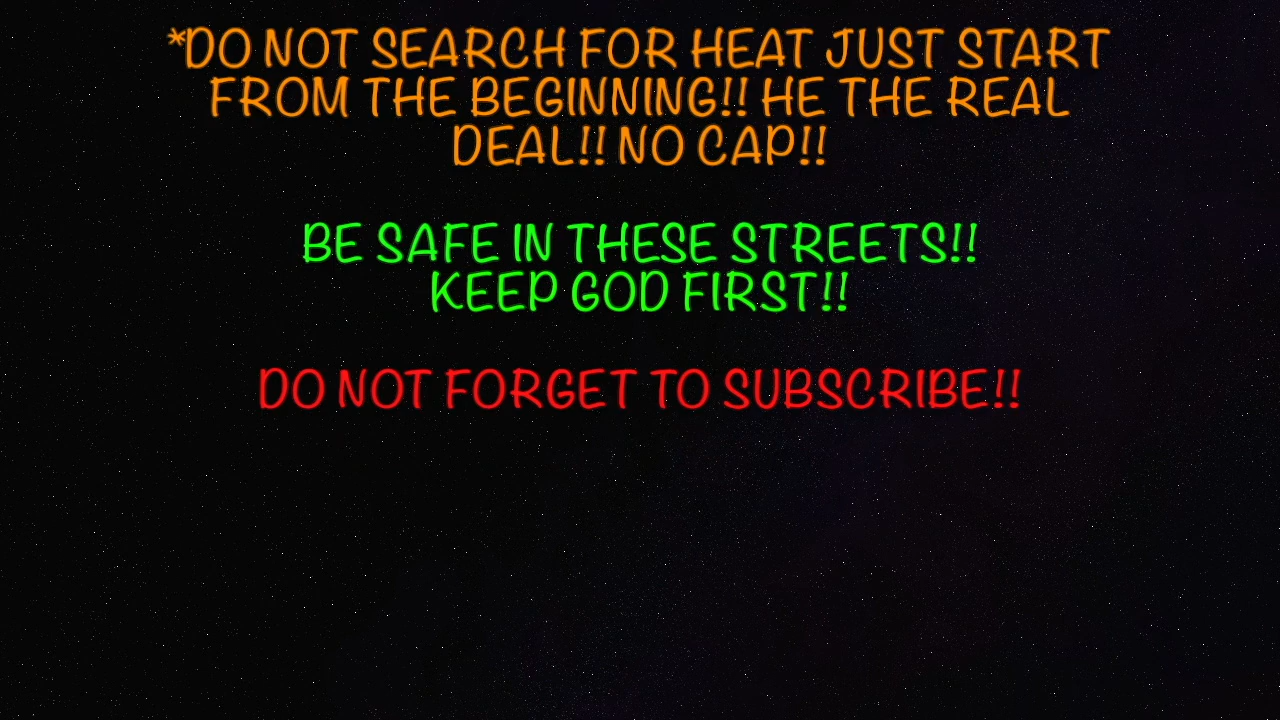 *DO NOT SEARCH FOR HEAT JUST START
FROM THE BEGINNING!! HE THE REAL
DEAL!! NO CAP!!
BE SAFE IN THESE STREETS!!
KEEP GOD FIRST!!
DO NOT FORGET TO SUBSCRIBE!!